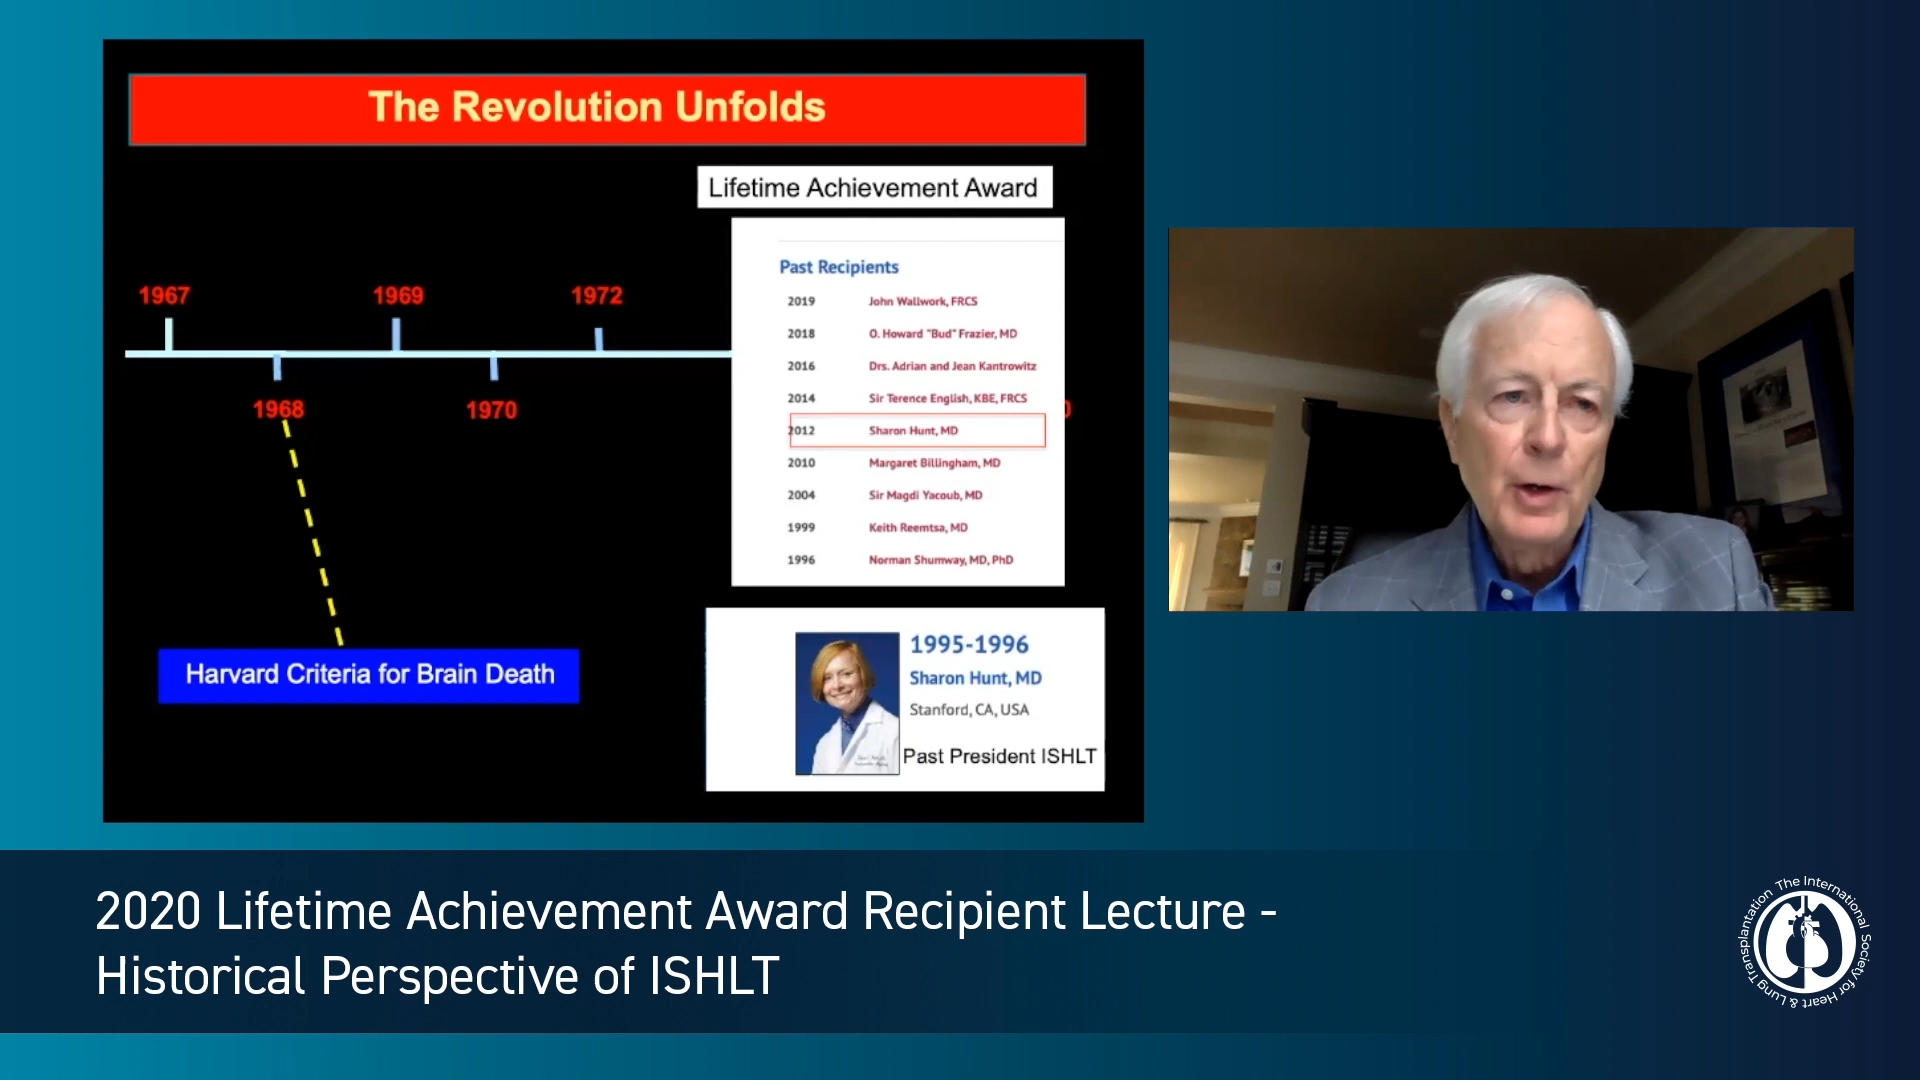 The Revolution Unfolds
Lifetime Achievement Award
Past Recipients
2019 John Wallwork, FRCS
2018 O. Howard "Bud" Frazier, MD
2016 Drs. Adrian and Jean Kantrowitz
2014 Sir Terence English, KBE, FRCS
2012 Sharon Hunt, MD
2010 Margaret Billingham, MD
2004 Sir Magdi Yacoub, MD
1999 Keith Reemtsa, MD
1996 Norman Shumway, MD, PhD
1967 1969 1972
1968 1970 0
Harvard Criteria for Brain Death
1995-1996
Sharon Hunt, MD
Stanford, CA, USA
Past President ISHLT
2020 Lifetime Achievement Award Recipient Lecture -
Historical Perspective of ISHLT
The International Society for Heart & Lung Transplantation